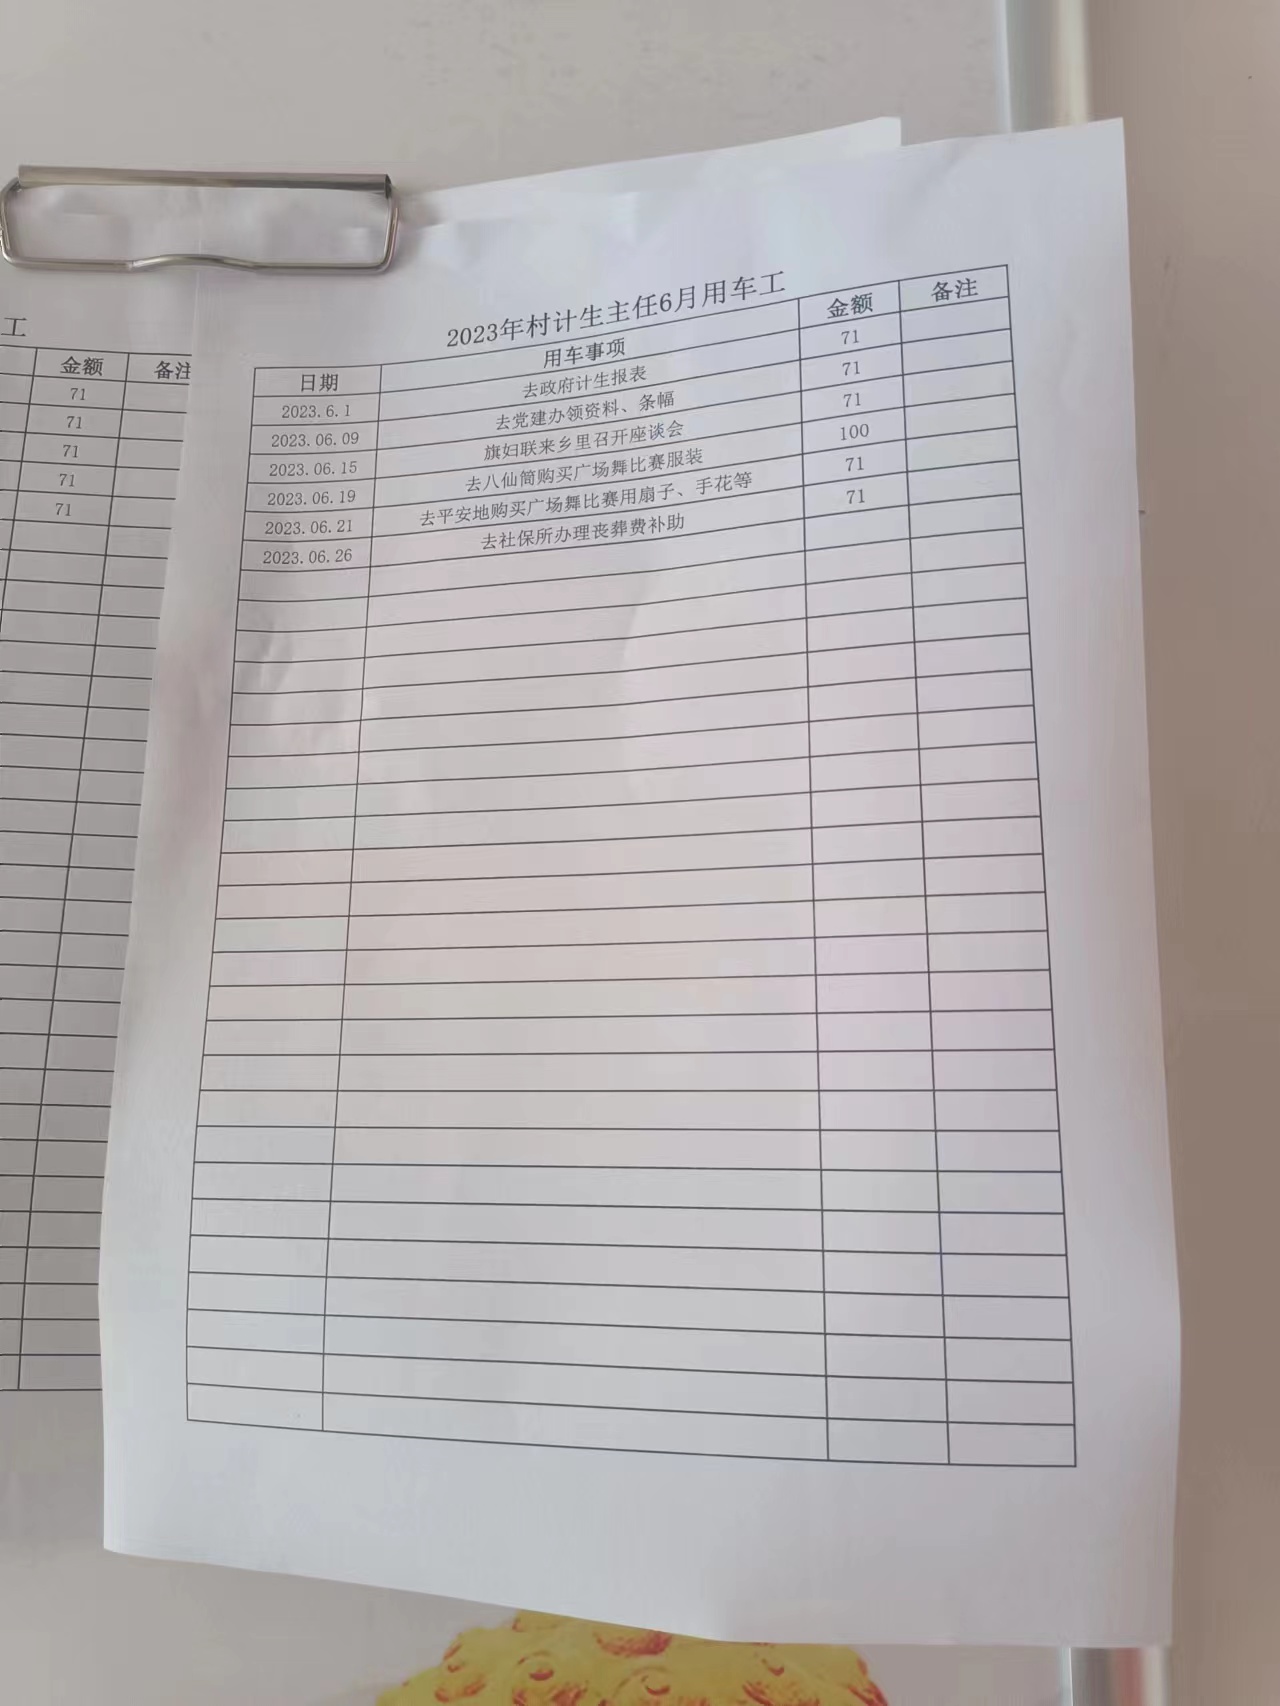 工
金额 备注
71
71
71
71
71
2023年村计生主任6月用车工
日期 用车事项 金额 备注
2023.6.1 去政府计生报表 71
2023.06.09 去党建办领资料、条幅 71
2023.06.15 旗妇联来乡里召开座谈会 71
2023.06.19 去八仙筒购买广场舞比赛服装 100
2023.06.21 去平安地购买广场舞比赛用扇子、手花等 71
2023.06.26 去社保所办理丧葬费补助 71